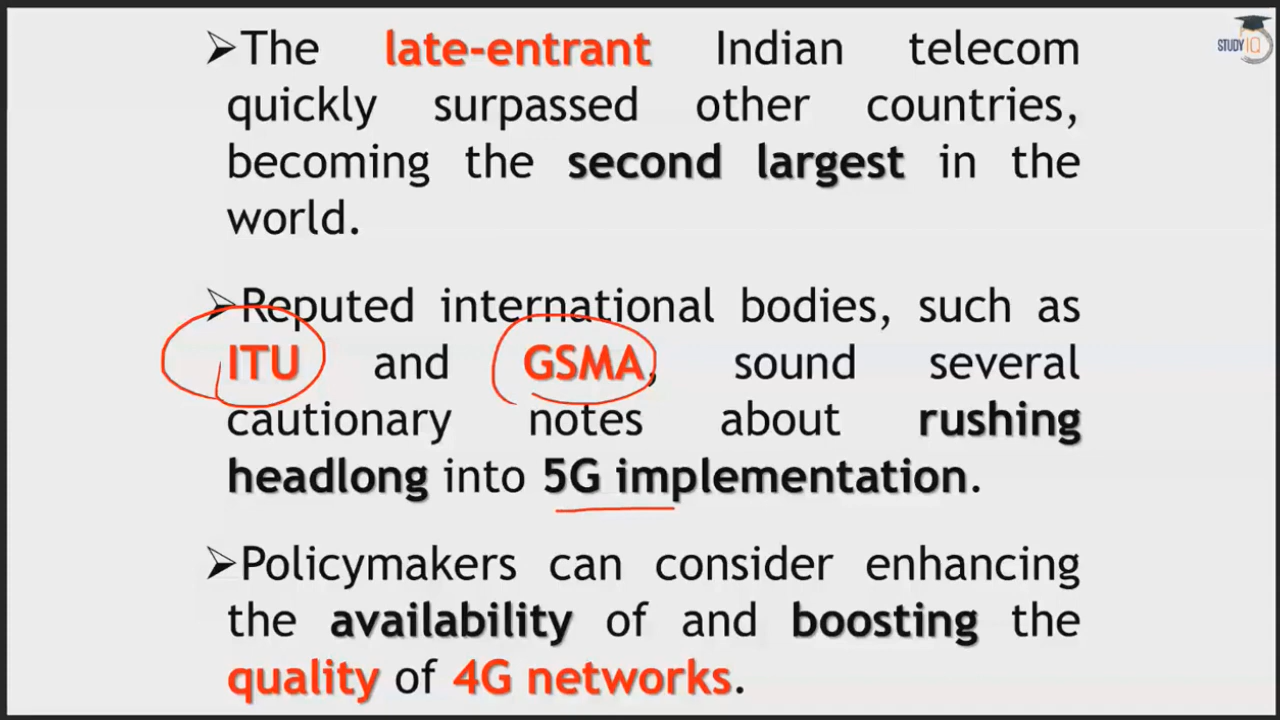 STUDY IQ
➢The late-entrant Indian telecom
quickly surpassed other countries,
becoming the second largest in the
world.
➢Reputed international bodies, such as
ITU and GSMA, sound several
cautionary notes about rushing
headlong into 5G implementation.
➢Policymakers can consider enhancing
the availability of and boosting the
quality of 4G networks.